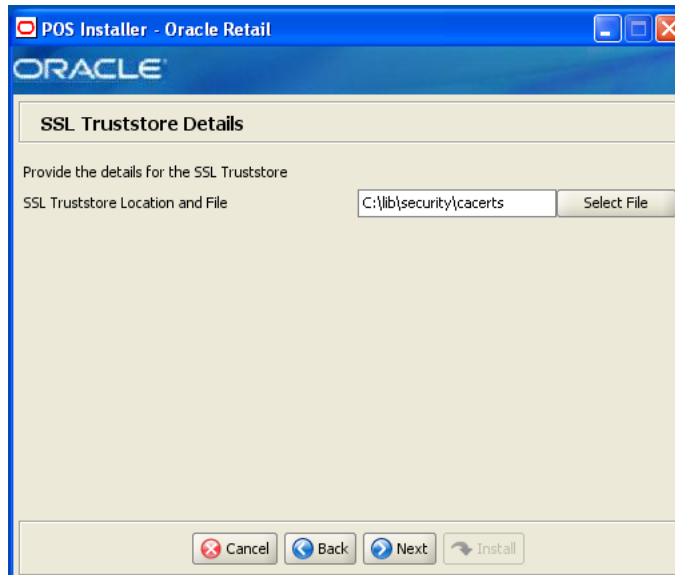 POS Installer - Oracle Retail
ORACLE
SSL Truststore Details
Provide the details for the SSL Truststore
SSL Truststore Location and File
C:\lib\security\cacerts
Select File
Cancel
Back
Next
Install